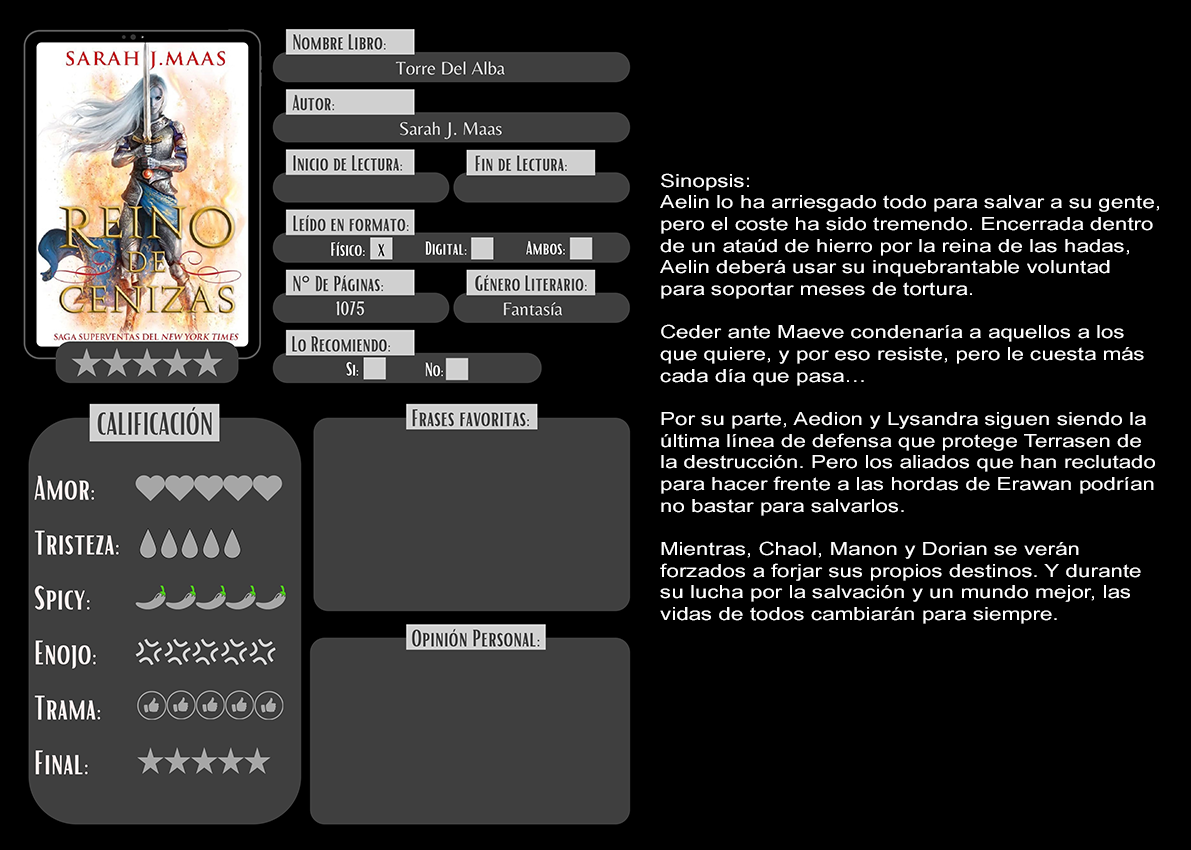 SARAH J. MAAS
REINO
DE
CENIZAS
SAGA SUPERVENTAS DEL NEW YORK TIMES
Nombre Libro:
Torre Del Alba
Autor:
Sarah J. Maas
Inicio de Lectura:
Fin de Lectura:
Leído en formato:
Físico: X Digital: Ambos:
N° De Páginas:
1075
Género Literario:
Fantasía
Lo Recomiendo:
Si: No:
CALIFICACIÓN
Amor:
Tristeza:
Spicy:
Enojo:
Trama:
Final:
Frases favoritas:
Opinión Personal:
Sinopsis:
Aelin lo ha arriesgado todo para salvar a su gente,
pero el coste ha sido tremendo. Encerrada dentro
de un ataúd de hierro por la reina de las hadas,
Aelin deberá usar su inquebrantable voluntad
para soportar meses de tortura.
Ceder ante Maeve condenaría a aquellos a los
que quiere, y por eso resiste, pero le cuesta más
cada día que pasa…
Por su parte, Aedion y Lysandra siguen siendo la
última línea de defensa que protege Terrasen de
la destrucción. Pero los aliados que han reclutado
para hacer frente a las hordas de Erawan podrían
no bastar para salvarlos.
Mientras, Chaol, Manon y Dorian se verán
forzados a forjar sus propios destinos. Y durante
su lucha por la salvación y un mundo mejor, las
vidas de todos cambiarán para siempre.